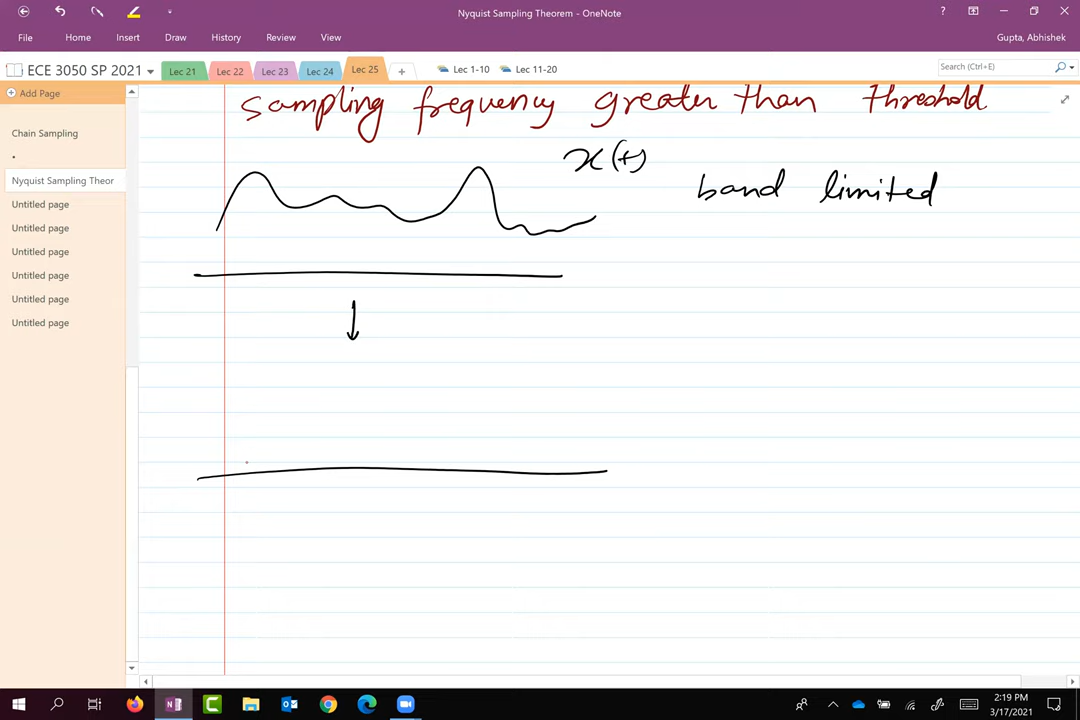 Nyquist Sampling Theorem - OneNote
?
File
Home
Insert
Draw
History
Review
View
Gupta, Abhishek
ECE 3050 SP 2021
Lec 21
Lec 22
Lec 23
Lec 24
Lec 25
+
Lec 1-10
Lec 11-20
Search (Ctrl+E)
Add Page
Chain Sampling
.
Nyquist Sampling Theor
Untitled page
Untitled page
Untitled page
Untitled page
Untitled page
Untitled page
sampling frequency greater than threshold
x(t)
band limited
2:19 PM
3/17/2021